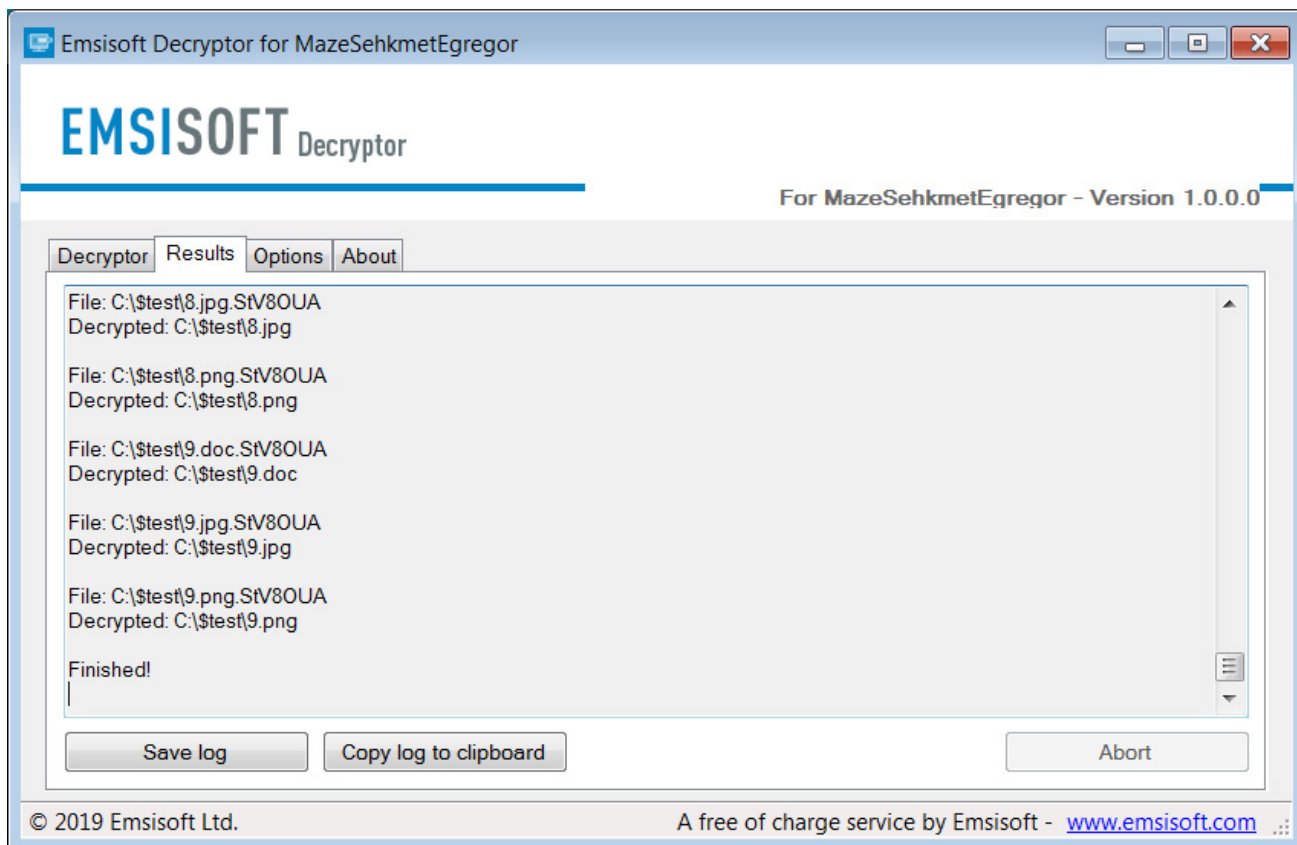 Emsisoft Decryptor for MazeSehkmetEgregor
EMSISOFT Decryptor
For MazeSehkmetEgregor - Version 1.0.0.0
Decryptor Results Options About
File: C:\$test\8.jpg.StV8OUA
Decrypted: C:\$test\8.jpg
File: C:\$test\8.png.StV8OUA
Decrypted: C:\$test\8.png
File: C:\$test\9.doc.StV8OUA
Decrypted: C:\$test\9.doc
File: C:\$test\9.jpg.StV8OUA
Decrypted: C:\$test\9.jpg
File: C:\$test\9.png.StV8OUA
Decrypted: C:\$test\9.png
Finished!
Save log Copy log to clipboard Abort
© 2019 Emsisoft Ltd. A free of charge service by Emsisoft - www.emsisoft.com